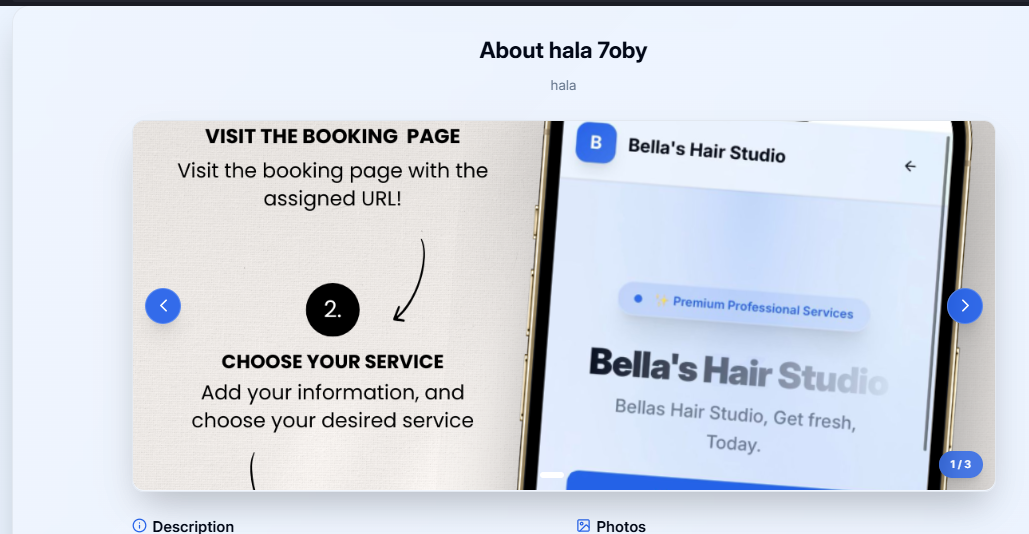 About hala 7oby
hala
VISIT THE BOOKING PAGE
Visit the booking page with the
assigned URL!
2.
CHOOSE YOUR SERVICE
Add your information, and
choose your desired service
B
Bella's Hair Studio
✨ Premium Professional Services
Bella's Hair Studio
Bellas Hair Studio, Get fresh,
Today.
1 / 3
Description
Photos